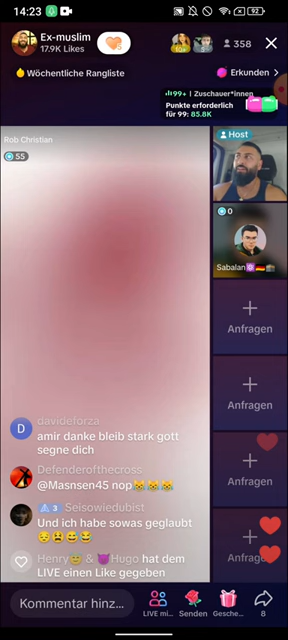 14:23
92
Ex-muslim
17.9K Likes
358
Wöchentliche Rangliste
Erkunden >
99+ | Zuschauer*innen
Punkte erforderlich
für 99: 85.8K
Rob Christian
55
Host
0
Sabalan
Anfragen
Anfragen
Anfragen
Anfragen
D
davideforza
amir danke bleib stark gott
segne dich
Defenderofthecross
@Masnsen45 nop😹😹😹
3 Seisowiedubist
Und ich habe sowas geglaubt
😔😫😅😂
Henry & 😈Hugo hat dem
LIVE einen Like gegeben
Kommentar hinz...
LIVE mi...
Senden
Gesche...
8